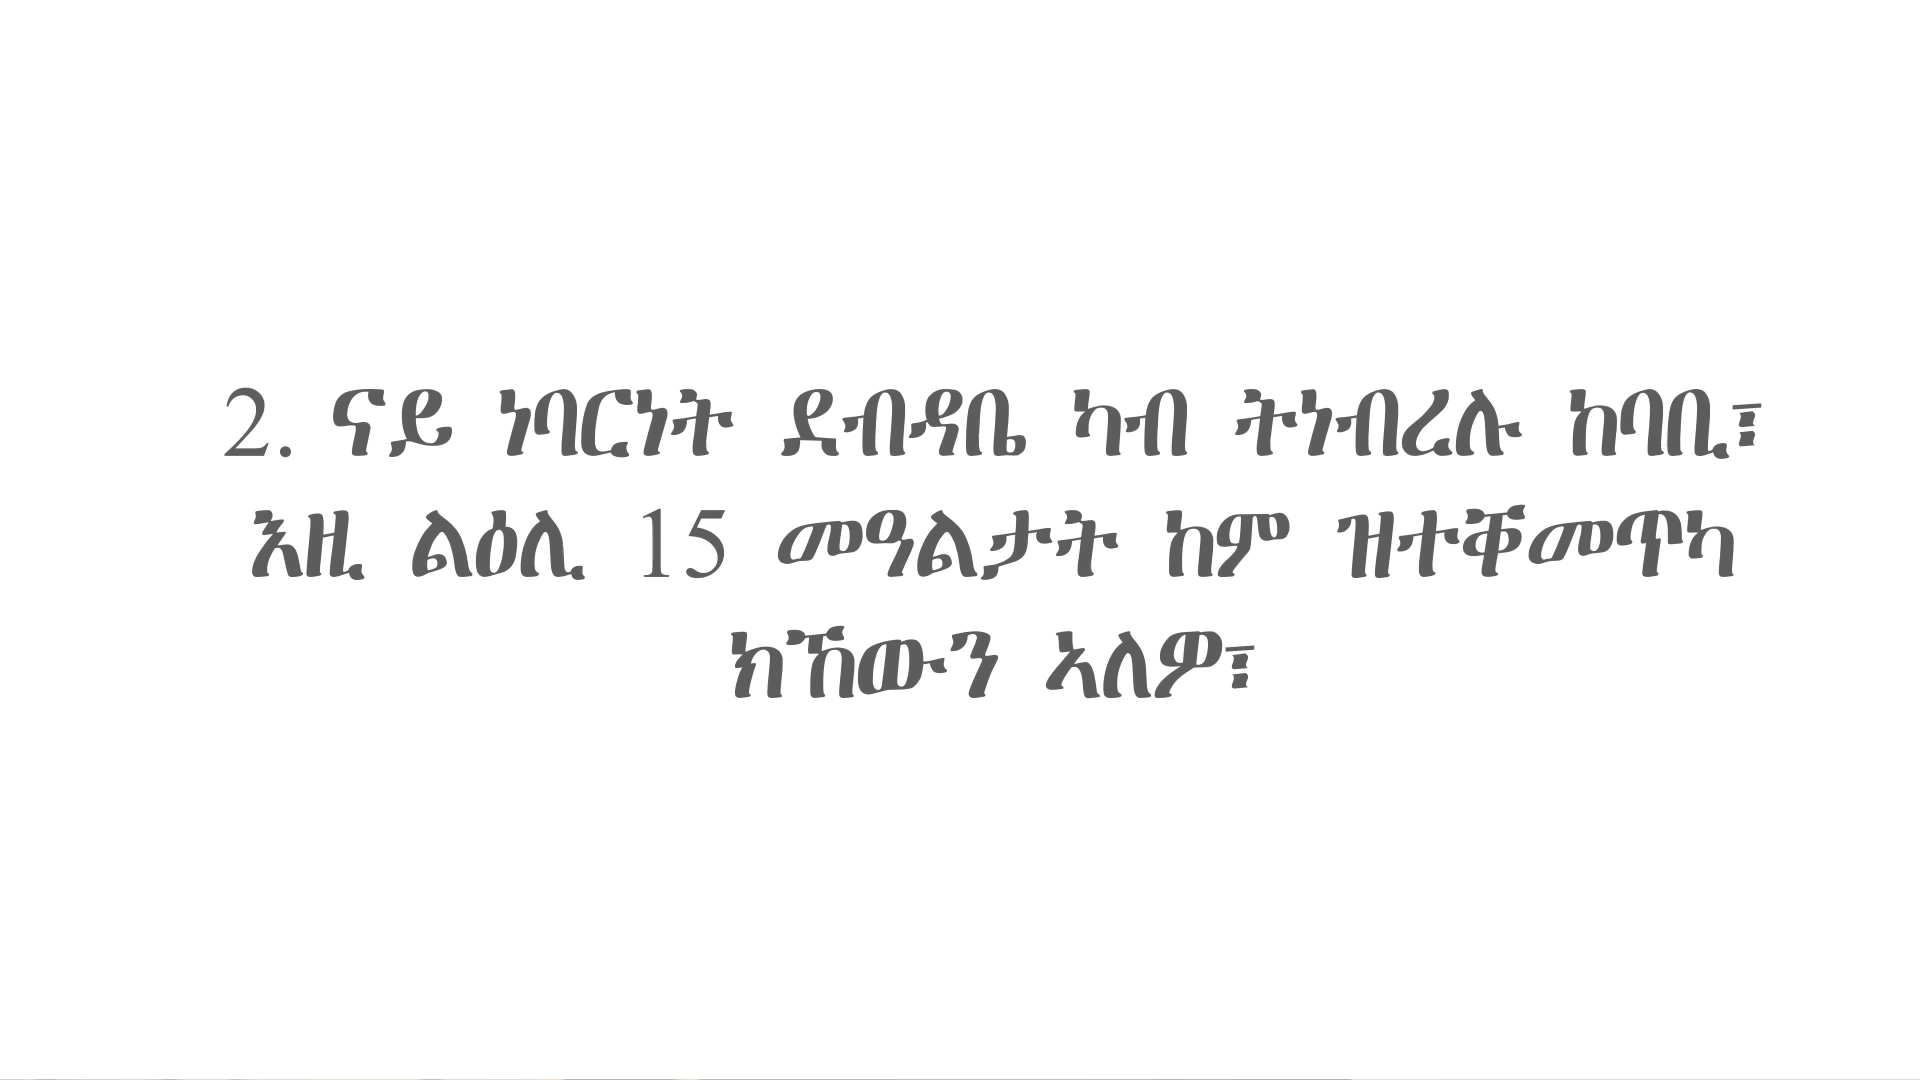 2. ናይ ነባርነት ደብዳቤ ካብ ትነብረሉ ከባቢ፣
እዚ ልዕሊ 15 መዓልታት ከም ዝተቐመጥካ
ክኸውን ኣለዎ፣